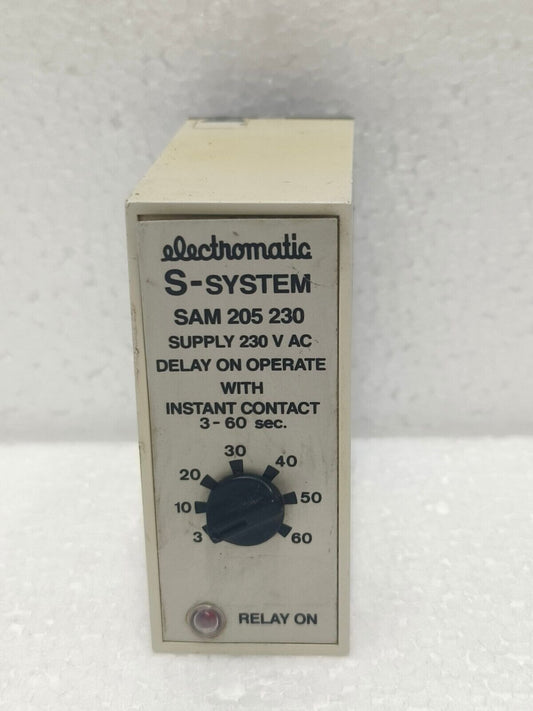 electromatic
S-SYSTEM
SAM 205 230
SUPPLY 230 V AC
DELAY ON OPERATE
WITH
INSTANT CONTACT
3-60 sec.
30
20 40
10 50
3 60
RELAY ON